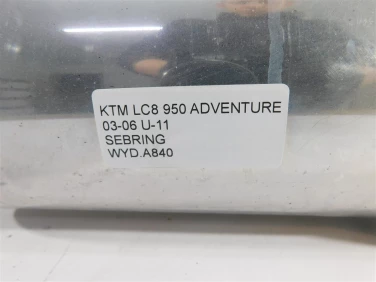 KTM LC8 950 ADVENTURE
03-06 U-11
SEBRING
WYD.A840